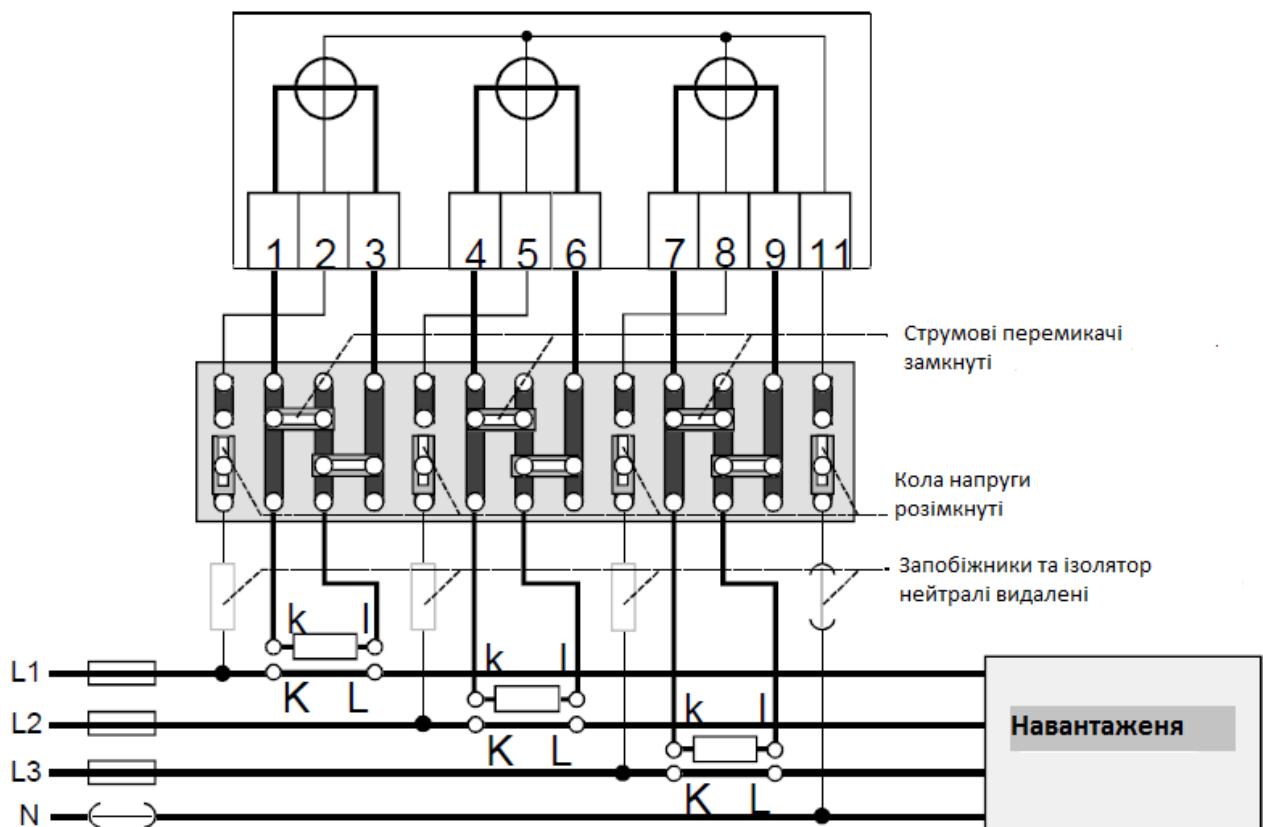 1 2 3 4 5 6 7 8 9 11
Струмові перемикачі
замкнуті
Кола напруги
розімкнуті
Запобіжники та ізолятор
нейтралі видалені
k l
L1
K L
k l
L2
K L
Навантаженя
k l
L3
K L
N